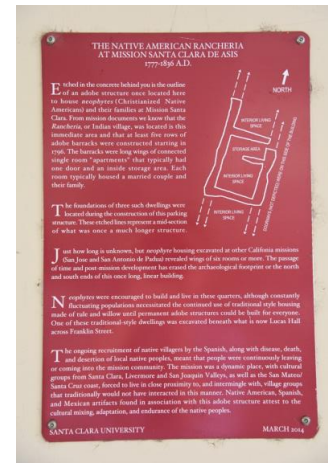 THE NATIVE AMERICAN RANCHERIA
AT MISSION SANTA CLARA DE ASIS
1777-1836 A.D.
Etched in the concrete behind you is the outline
of an adobe structure once located here
to house neophytes (Christianized Native
Americans) and their families at Mission Santa
Clara. From mission documents we know that the
Rancheria, or Indian village, was located in this
immediate area and that at least five rows of
adobe barracks were constructed starting in
1796. The barracks were long wings of connected
single room "apartments" that typically had
one door and an inside storage area. Each
room typically housed a married couple and
their family.
NORTH
INTERIOR LIVING
SPACE
STORAGE AREA
INTERIOR LIVING
SPACE
INTERIOR LIVING
SPACE
The foundations of three such dwellings were
located during the construction of this parking
structure. These etched lines represent a mid-section
of what was once a much longer structure.
Just how long is unknown, but neophyte housing excavated at other California missions
(San Jose and San Antonio de Padua) revealed wings of six rooms or more. The passage
of time and post-mission development has erased the archaeological footprint or the north
and south ends of this once long, linear building.
Neophytes were encouraged to build and live in these quarters, although constantly
fluctuating populations necessitated the continued use of traditional style housing
made of tule and willow until permanent adobe structures could be built for everyone.
One of these traditional-style dwellings was excavated beneath what is now Lucas Hall
across Franklin Street.
The ongoing recruitment of native villagers by the Spanish, along with disease, death,
and desertion of local native peoples, meant that people were continuously leaving
or coming into the mission community. The mission was a dynamic place, with cultural
groups from Santa Clara, Livermore and San Joaquin Valleys, as well as the San Mateo/
Santa Cruz coast, forced to live in close proximity to, and intermingle with, village groups
that traditionally would not have interacted in this manner. Native American, Spanish,
and Mexican artifacts found in association with this adobe structure attest to the
cultural mixing, adaptation, and endurance of the native peoples.
SANTA CLARA UNIVERSITY
MARCH 2014